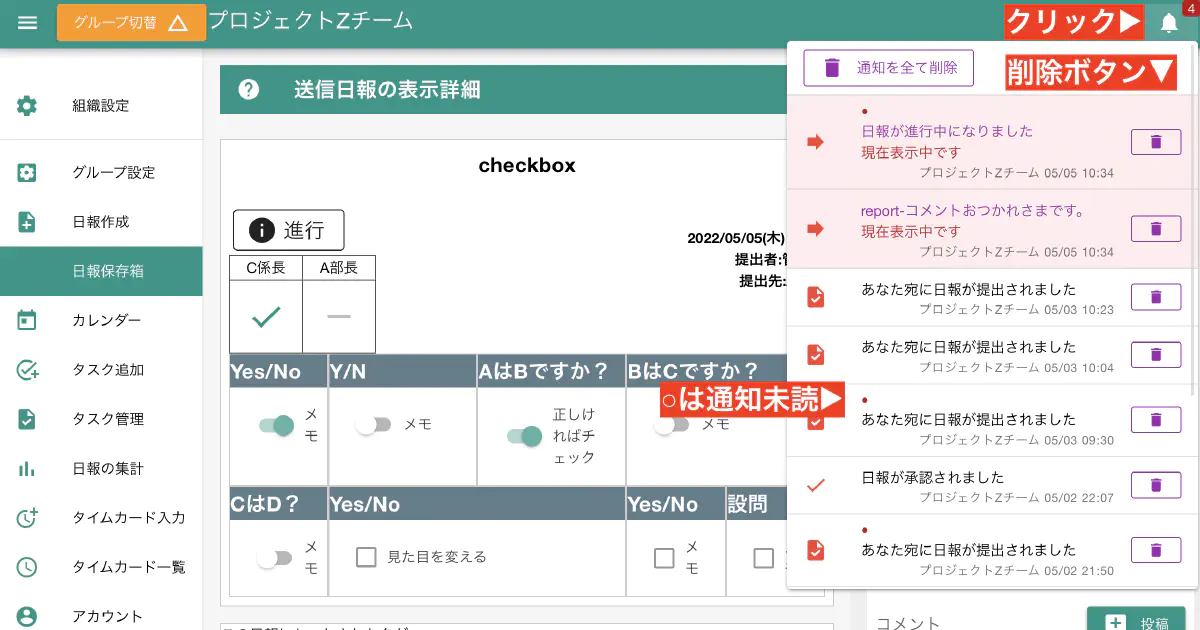 グループ切替
プロジェクトZチーム
クリック▶
4
組織設定
グループ設定
日報作成
日報保存箱
カレンダー
タスク追加
タスク管理
日報の集計
タイムカード入力
タイムカード一覧
アカウント
送信日報の表示詳細
checkbox
進行
2022/05/05(木)
提出者:
提出先:
C係長
A部長
Yes/No
Y/N
AはBですか？
BはCですか？
メモ
メモ
正しければチェック
メモ
CはD？
Yes/No
Yes/No
設問
メモ
見た目を変える
メモ
通知を全て削除
削除ボタン▼
日報が進行中になりました
現在表示中です
プロジェクトZチーム 05/05 10:34
report-コメントおつかれさまです。
現在表示中です
プロジェクトZチーム 05/05 10:34
あなた宛に日報が提出されました
プロジェクトZチーム 05/03 10:23
あなた宛に日報が提出されました
プロジェクトZチーム 05/03 10:04
○は通知未読▶
あなた宛に日報が提出されました
プロジェクトZチーム 05/03 09:30
日報が承認されました
プロジェクトZチーム 05/02 22:07
あなた宛に日報が提出されました
プロジェクトZチーム 05/02 21:50
コメント
投稿